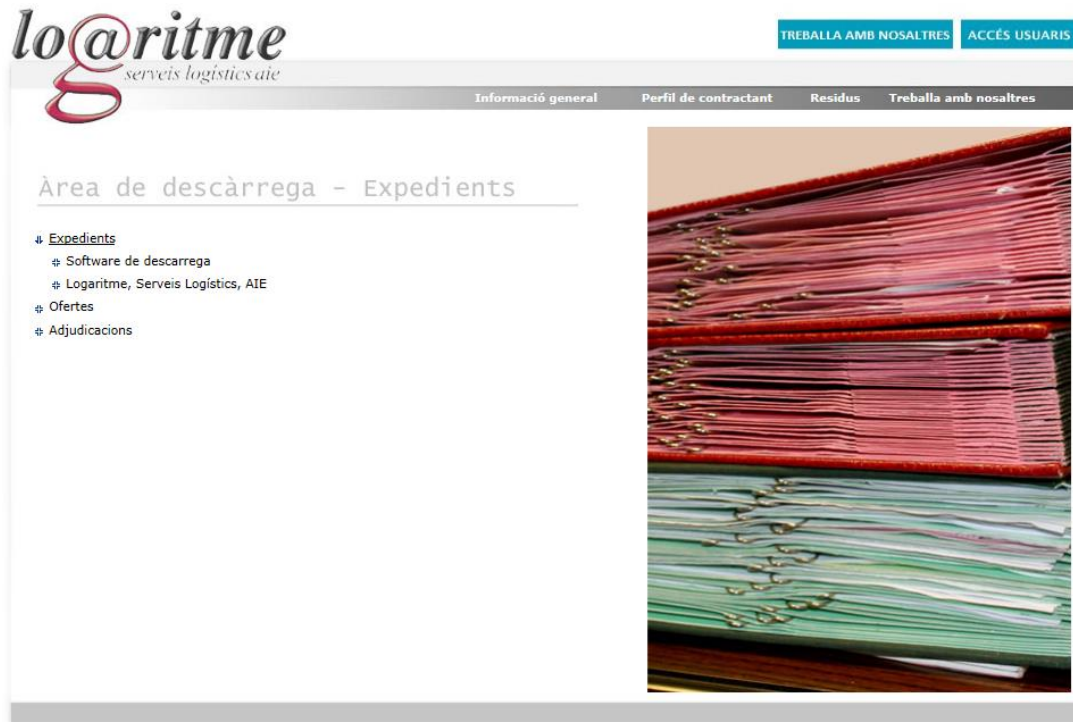 log@ritme
serveis logístics aie
TREBALLA AMB NOSALTRES ACCÉS USUARIS
Informació general Perfil de contractant Residus Treballa amb nosaltres
Àrea de descàrrega - Expedients
Expedients
Software de descarrega
Logaritme, Serveis Logístics, AIE
Ofertes
Adjudicacions